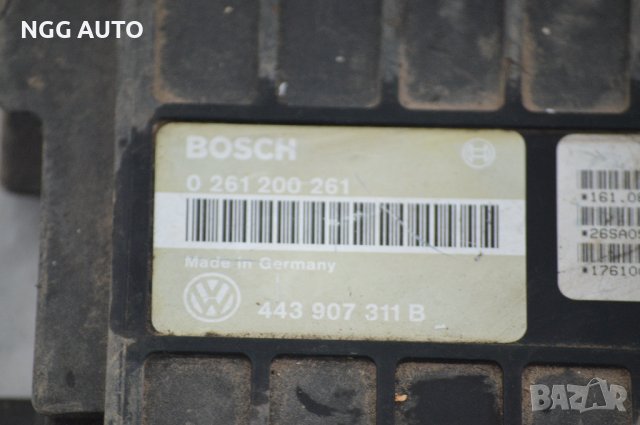 NGG AUTO
BOSCH
0 261 200 261
Made in Germany
443 907 311 B
BAZAR